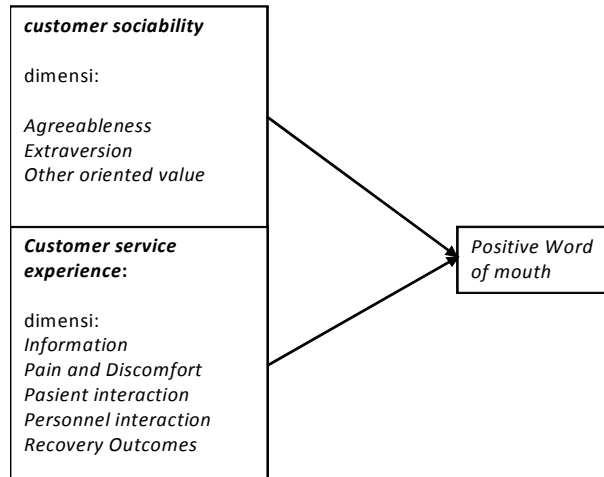 customer sociability
dimensi:
Agreeableness
Extraversion
Other oriented value
Customer service
experience:
dimensi:
Information
Pain and Discomfort
Pasient interaction
Personnel interaction
Recovery Outcomes
Positive Word
of mouth